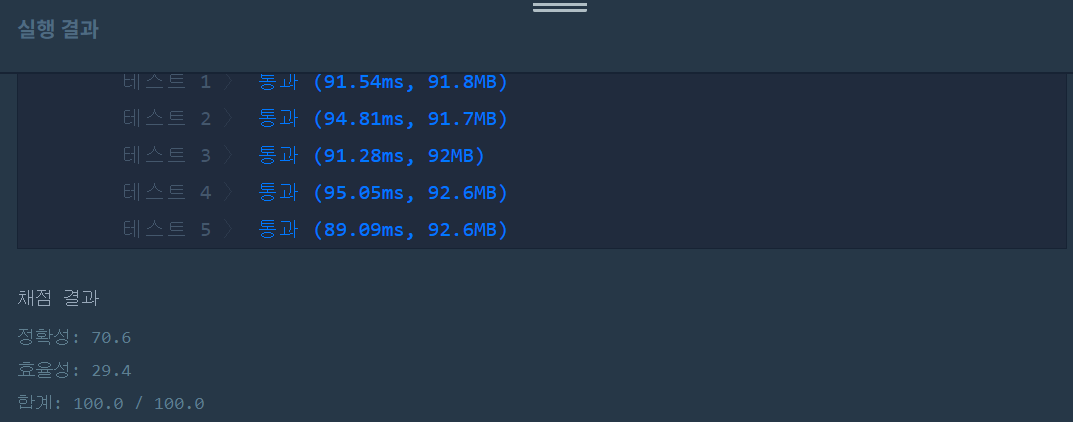 실행 결과
테스트 1 〉 통과 (91.54ms, 91.8MB)
테스트 2 〉 통과 (94.81ms, 91.7MB)
테스트 3 〉 통과 (91.28ms, 92MB)
테스트 4 〉 통과 (95.05ms, 92.6MB)
테스트 5 〉 통과 (89.09ms, 92.6MB)
채점 결과
정확성: 70.6
효율성: 29.4
합계: 100.0 / 100.0